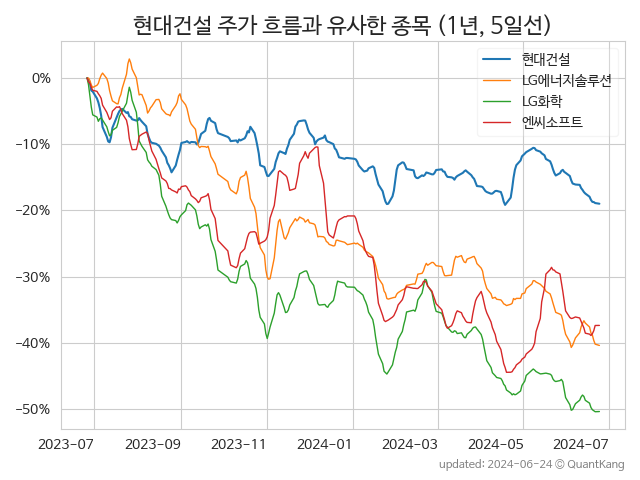 현대건설 주가 흐름과 유사한 종목 (1년, 5일선)
현대건설
LG에너지솔루션
LG화학
엔씨소프트
0%
−10%
−20%
−30%
−40%
−50%
2023-07 2023-09 2023-11 2024-01 2024-03 2024-05 2024-07
updated: 2024-06-24 © QuantKang